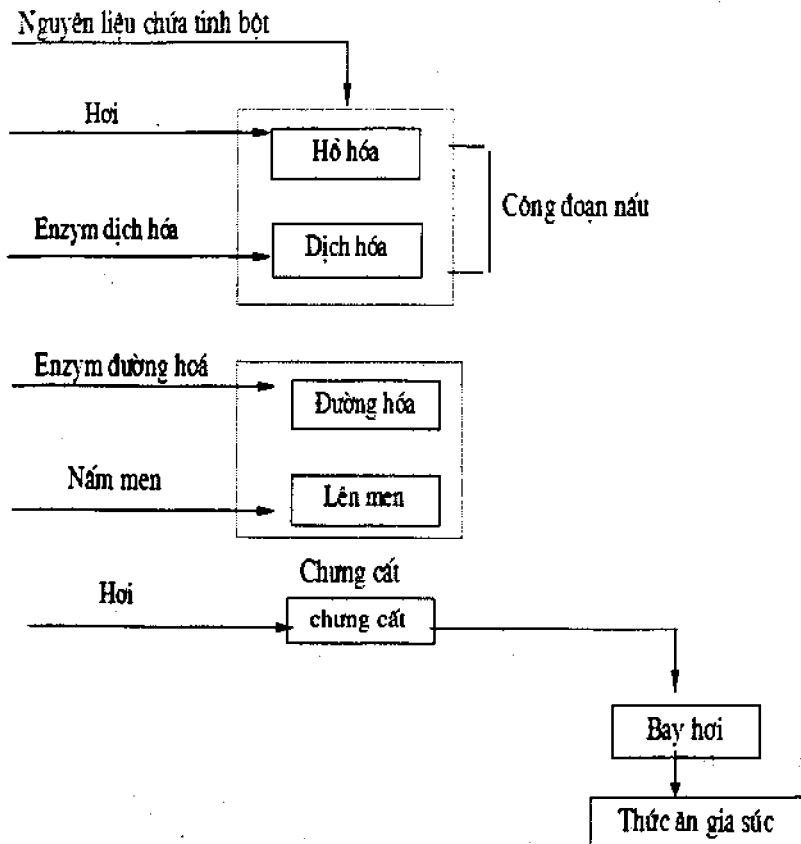 Nguyên liệu chứa tinh bột
Hơi
Hồ hóa
Công đoạn nấu
Enzym dịch hóa
Dịch hóa
Enzym đường hoá
Đường hóa
Nấm men
Lên men
Chưng cất
Hơi
chưng cất
Bay hơi
Thức ăn gia súc